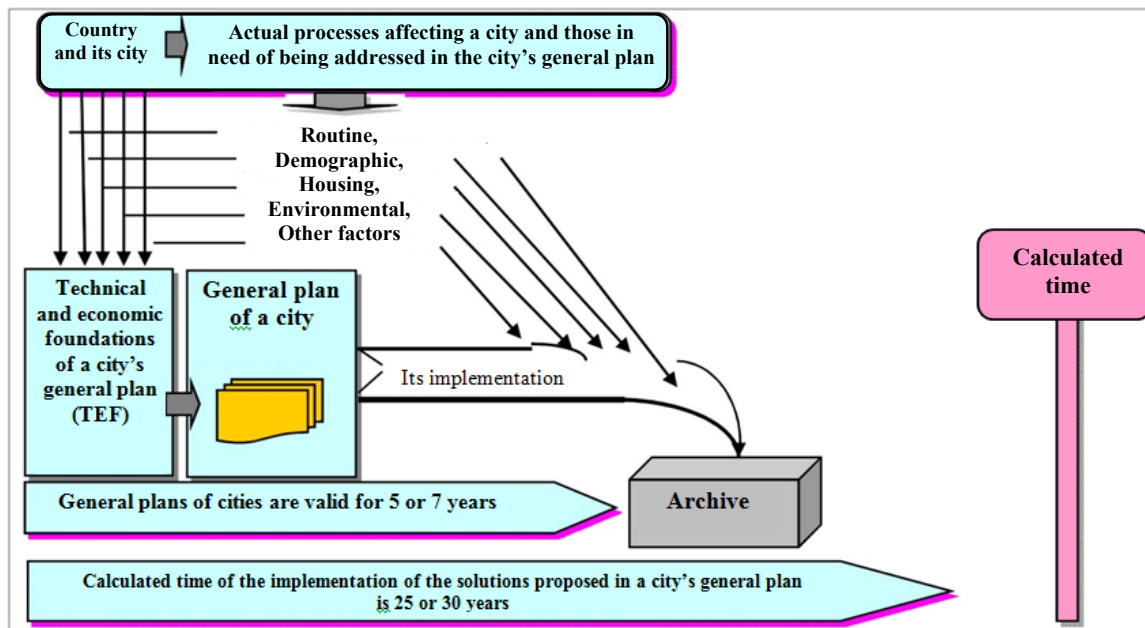 Country
and its city
Actual processes affecting a city and those in
need of being addressed in the city's general plan
Routine,
Demographic,
Housing,
Environmental,
Other factors
Technical
and economic
foundations
of a city's
general plan
(TEF)
General plan
of a city
Its implementation
Calculated
time
General plans of cities are valid for 5 or 7 years
Archive
Calculated time of the implementation of the solutions proposed in a city's general plan
is 25 or 30 years